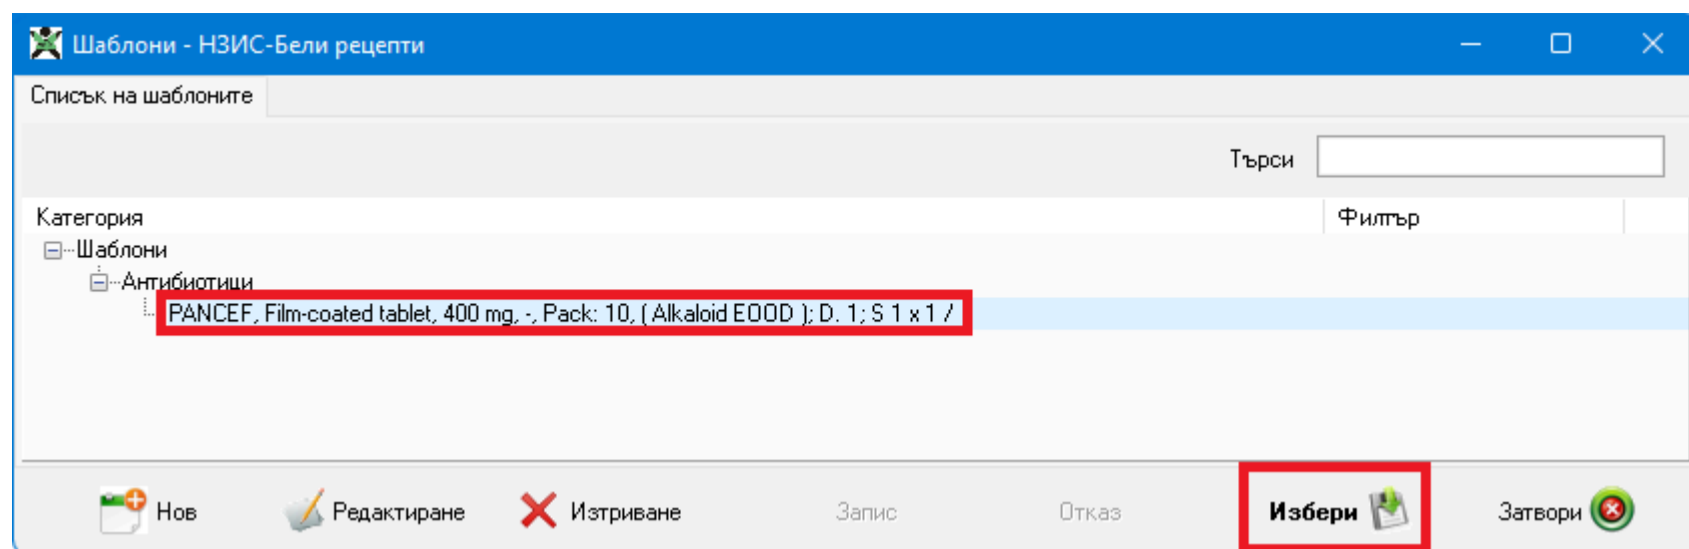 Шаблони - НЗИС-Бели рецепти
Списък на шаблоните
Търси
Категория Филтър
Шаблони
Антибиотици
PANCEF, Film-coated tablet, 400 mg, -, Pack: 10, ( Alkaloid EOOD ); D. 1; S 1 x 1 /
Нов Редактиране Изтриване Запис Отказ Избери Затвори